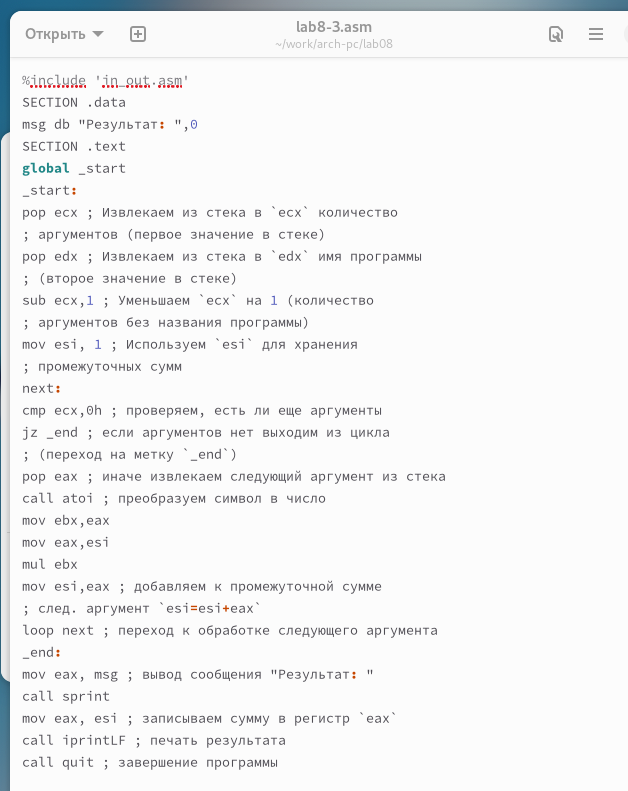 Открыть
lab8-3.asm
~/work/arch-pc/lab08
%include 'in_out.asm'
SECTION .data
msg db "Результат: ",0
SECTION .text
global _start
_start:
pop ecx ; Извлекаем из стека в `ecx` количество
; аргументов (первое значение в стеке)
pop edx ; Извлекаем из стека в `edx` имя программы
; (второе значение в стеке)
sub ecx,1 ; Уменьшаем `ecx` на 1 (количество
; аргументов без названия программы)
mov esi, 1 ; Используем `esi` для хранения
; промежуточных сумм
next:
cmp ecx,0h ; проверяем, есть ли еще аргументы
jz _end ; если аргументов нет выходим из цикла
; (переход на метку `_end`)
pop eax ; иначе извлекаем следующий аргумент из стека
call atoi ; преобразуем символ в число
mov ebx,eax
mov eax,esi
mul ebx
mov esi,eax ; добавляем к промежуточной сумме
; след. аргумент `esi=esi+eax`
loop next ; переход к обработке следующего аргумента
_end:
mov eax, msg ; вывод сообщения "Результат: "
call sprint
mov eax, esi ; записываем сумму в регистр `eax`
call iprintLF ; печать результата
call quit ; завершение программы